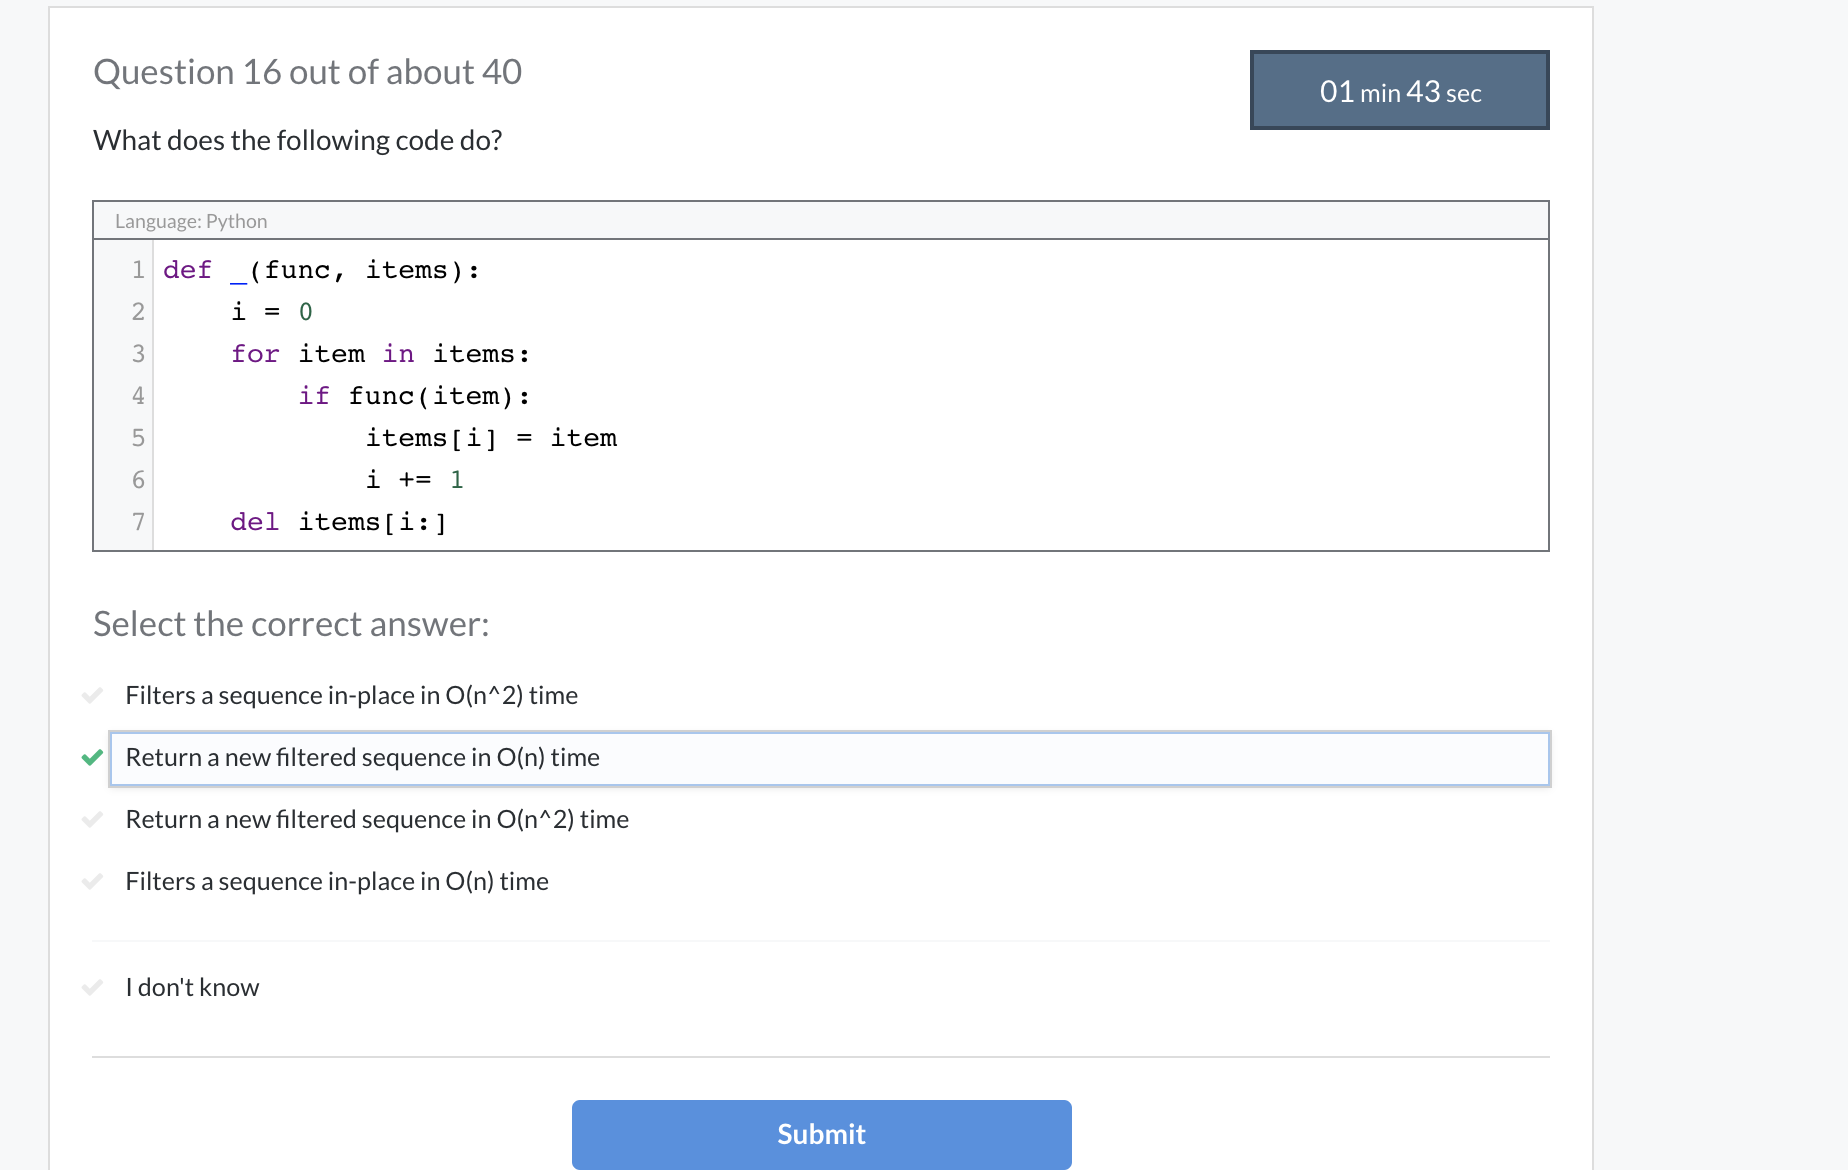 Question 16 out of about 40
01 min 43 sec
What does the following code do?
Language: Python
1 def _(func, items):
2     i = 0
3     for item in items:
4         if func(item):
5             items[i] = item
6             i += 1
7     del items[i:]
Select the correct answer:
Filters a sequence in-place in O(n^2) time
Return a new filtered sequence in O(n) time
Return a new filtered sequence in O(n^2) time
Filters a sequence in-place in O(n) time
I don't know
Submit